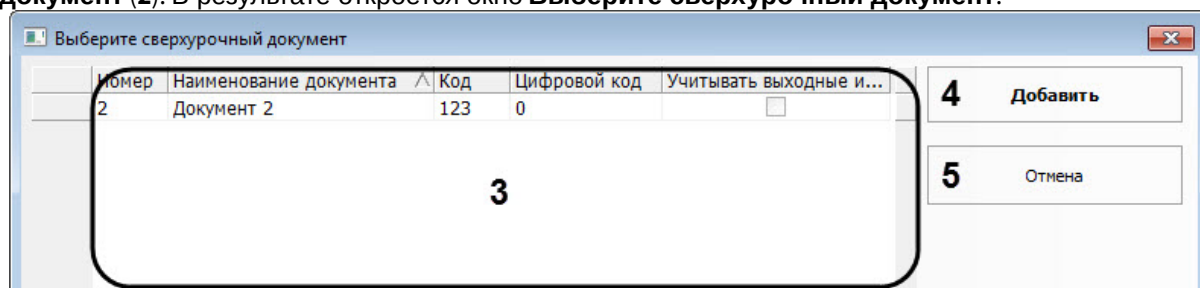 документ (2). В результате откроется окно Выберите сверхурочный документ.
Выберите сверхурочный документ
Номер Наименование документа Код Цифровой код Учитывать выходные и...
2 Документ 2 123 0
4 Добавить
3
5 Отмена